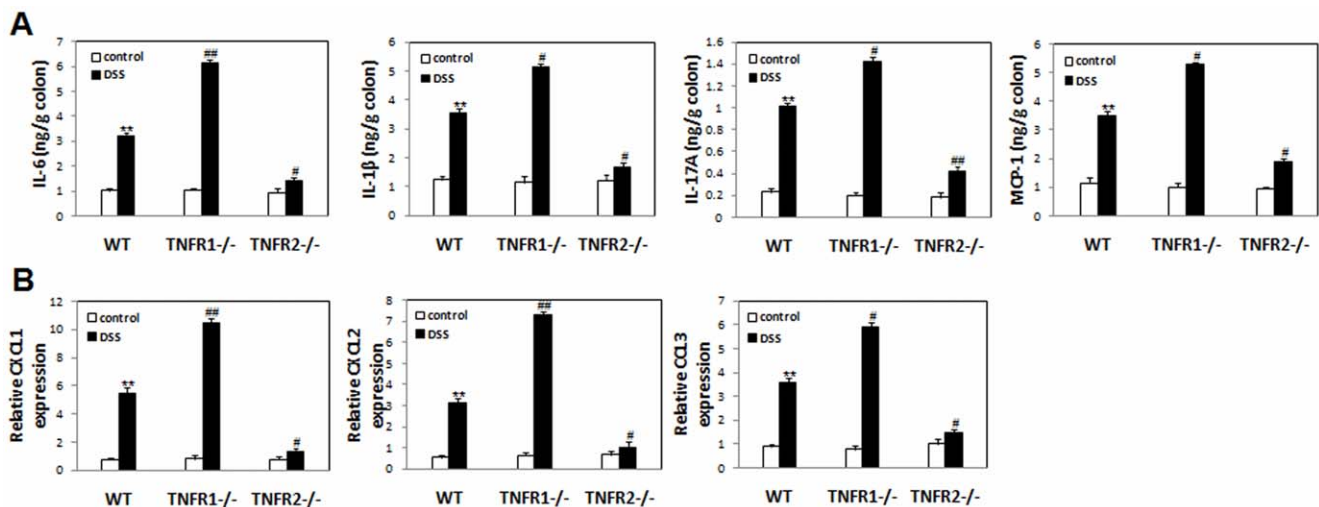 A
IL-6 (ng/g colon)
7
6
5
4
3
2
1
0
control
DSS
**
##
#
WT TNFR1-/- TNFR2-/-
IL-1β (ng/g colon)
6
5
4
3
2
1
0
control
DSS
**
#
#
WT TNFR1-/- TNFR2-/-
IL-17A (ng/g colon)
1.6
1.4
1.2
1
0.8
0.6
0.4
0.2
0
control
DSS
**
#
##
WT TNFR1-/- TNFR2-/-
MCP-1 (ng/g colon)
6
5
4
3
2
1
0
control
DSS
**
#
#
WT TNFR1-/- TNFR2-/-
B
Relative CXCL1
expression
12
10
8
6
4
2
0
control
DSS
**
##
#
WT TNFR1-/- TNFR2-/-
Relative CXCL2
expression
8
7
6
5
4
3
2
1
0
control
DSS
**
##
#
WT TNFR1-/- TNFR2-/-
Relative CCL3
expression
7
6
5
4
3
2
1
0
control
DSS
**
#
#
WT TNFR1-/- TNFR2-/-